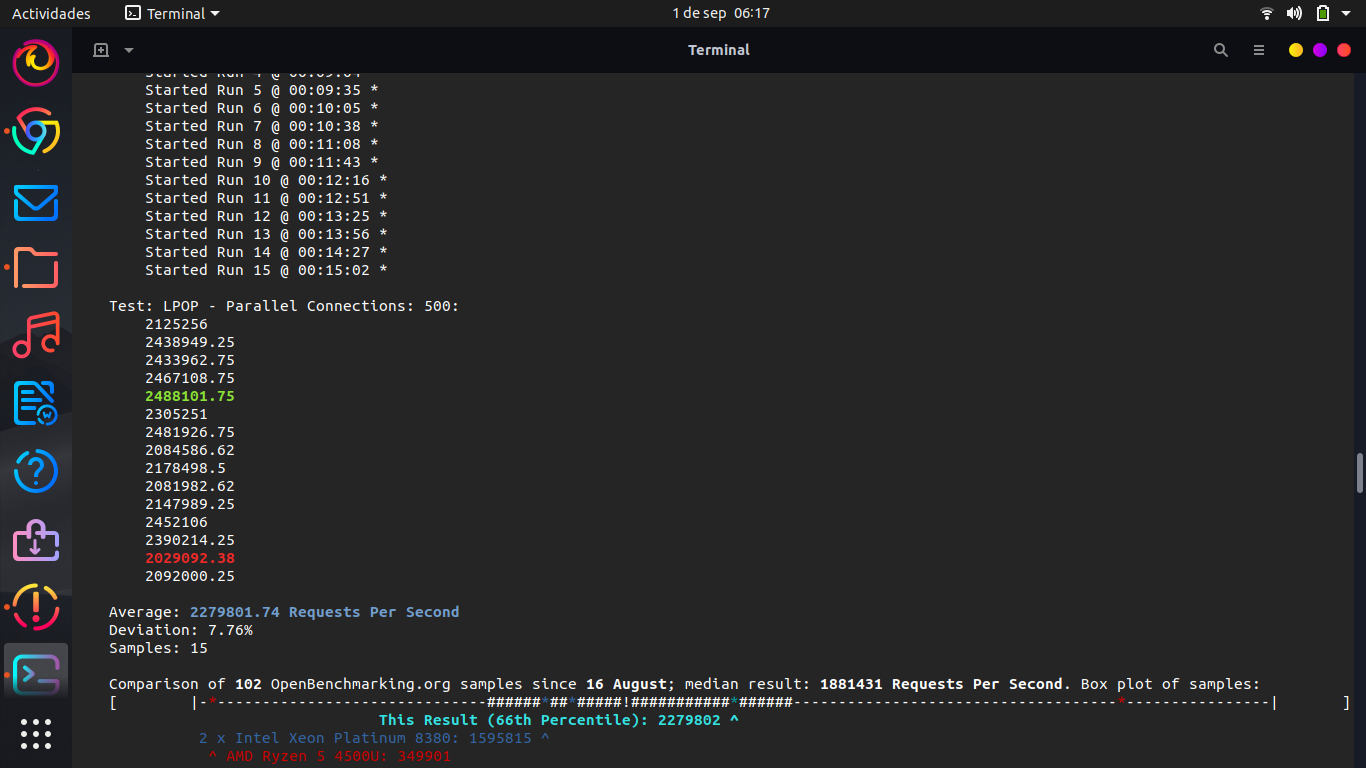 Actividades Terminal 1 de sep 06:17
Terminal
Started Run 4 @ 00:09:04
Started Run 5 @ 00:09:35 *
Started Run 6 @ 00:10:05 *
Started Run 7 @ 00:10:38 *
Started Run 8 @ 00:11:08 *
Started Run 9 @ 00:11:43 *
Started Run 10 @ 00:12:16 *
Started Run 11 @ 00:12:51 *
Started Run 12 @ 00:13:25 *
Started Run 13 @ 00:13:56 *
Started Run 14 @ 00:14:27 *
Started Run 15 @ 00:15:02 *
Test: LPOP - Parallel Connections: 500:
2125256
2438949.25
2433962.75
2467108.75
2488101.75
2305251
2481926.75
2084586.62
2178498.5
2081982.62
2147989.25
2452106
2390214.25
2029092.38
2092000.25
Average: 2279801.74 Requests Per Second
Deviation: 7.76%
Samples: 15
Comparison of 102 OpenBenchmarking.org samples since 16 August; median result: 1881431 Requests Per Second. Box plot of samples:
[        |-*------------------------------######*##*#####!###########*######------------------------------------*----------------|       ]
This Result (66th Percentile): 2279802 ^
2 x Intel Xeon Platinum 8380: 1595815 ^
^ AMD Ryzen 5 4500U: 349901